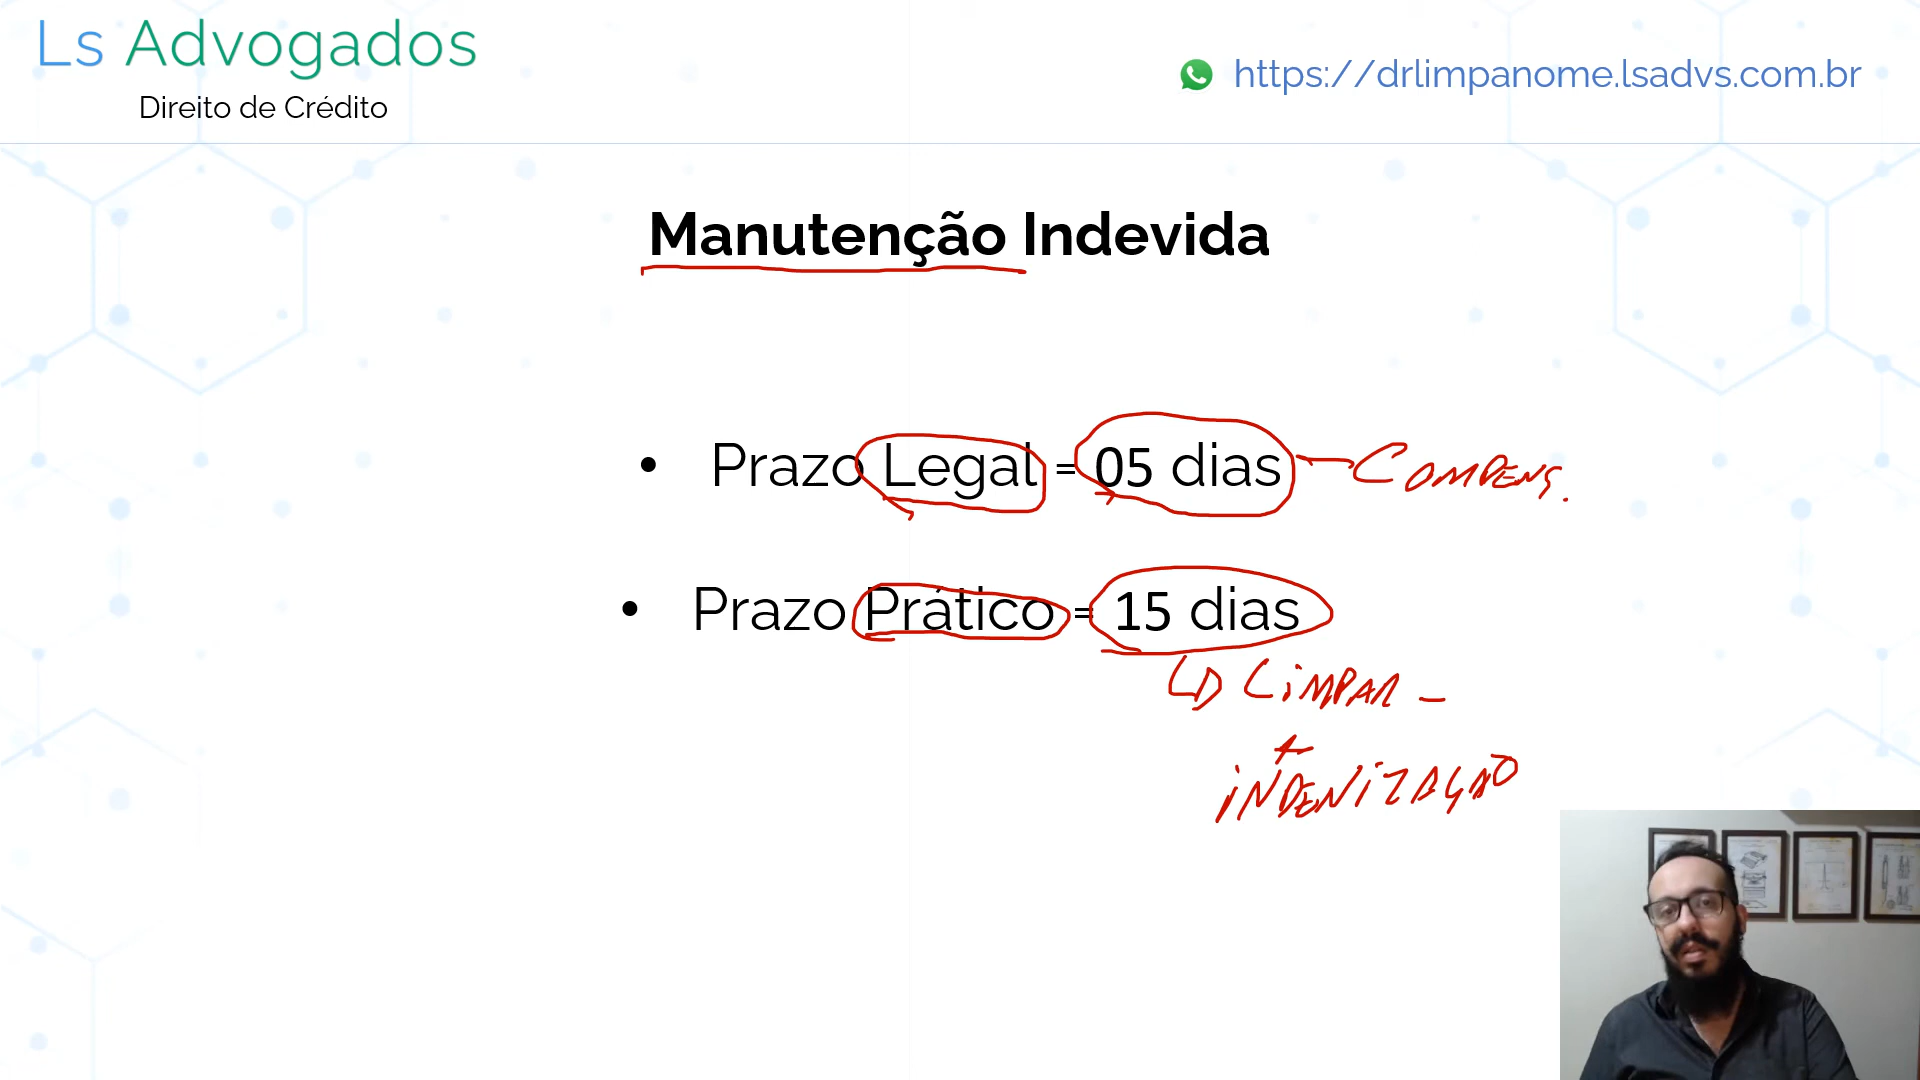 Ls Advogados
Direito de Crédito
https://drlimpanome.lsadvs.com.br
Manutenção Indevida
• Prazo Legal = 05 dias
COMPENS.
• Prazo Prático = 15 dias
LIMPAR -
+
INDENIZAÇÃO